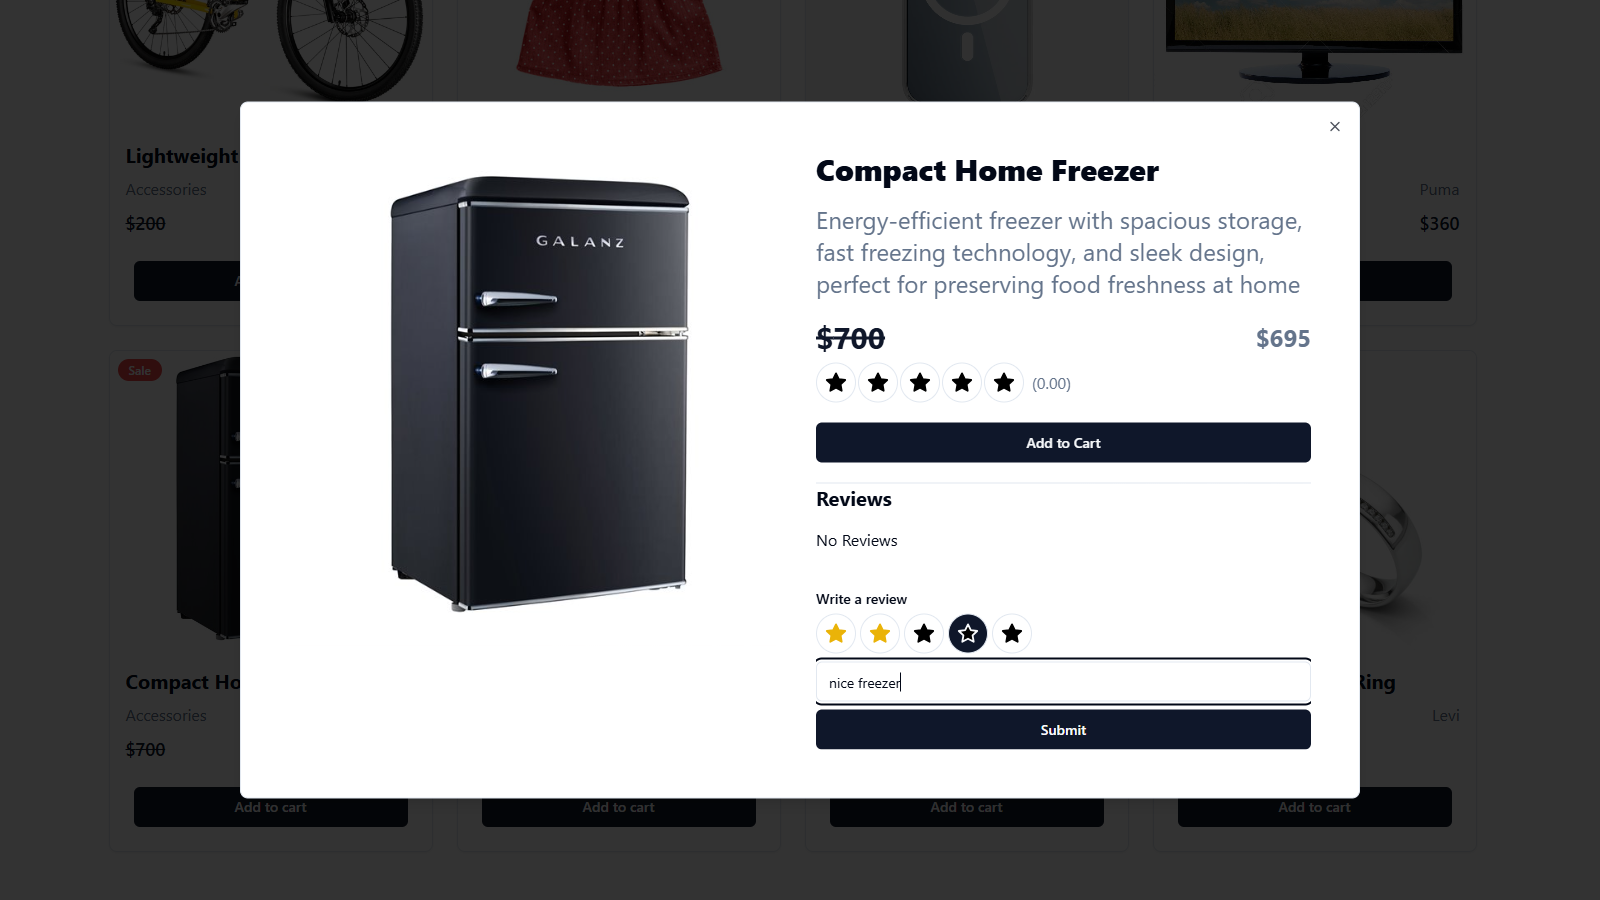 Lightweight
Accessories
$200
A
Puma
$360
Compact Home Freezer
Energy-efficient freezer with spacious storage,
fast freezing technology, and sleek design,
perfect for preserving food freshness at home
$700
$695
(0.00)
Add to Cart
Reviews
No Reviews
Write a review
nice freezer
Submit
GALANZ
Sale
Compact Ho
Accessories
$700
Ring
Levi
Add to cart
Add to cart
Add to cart
Add to cart